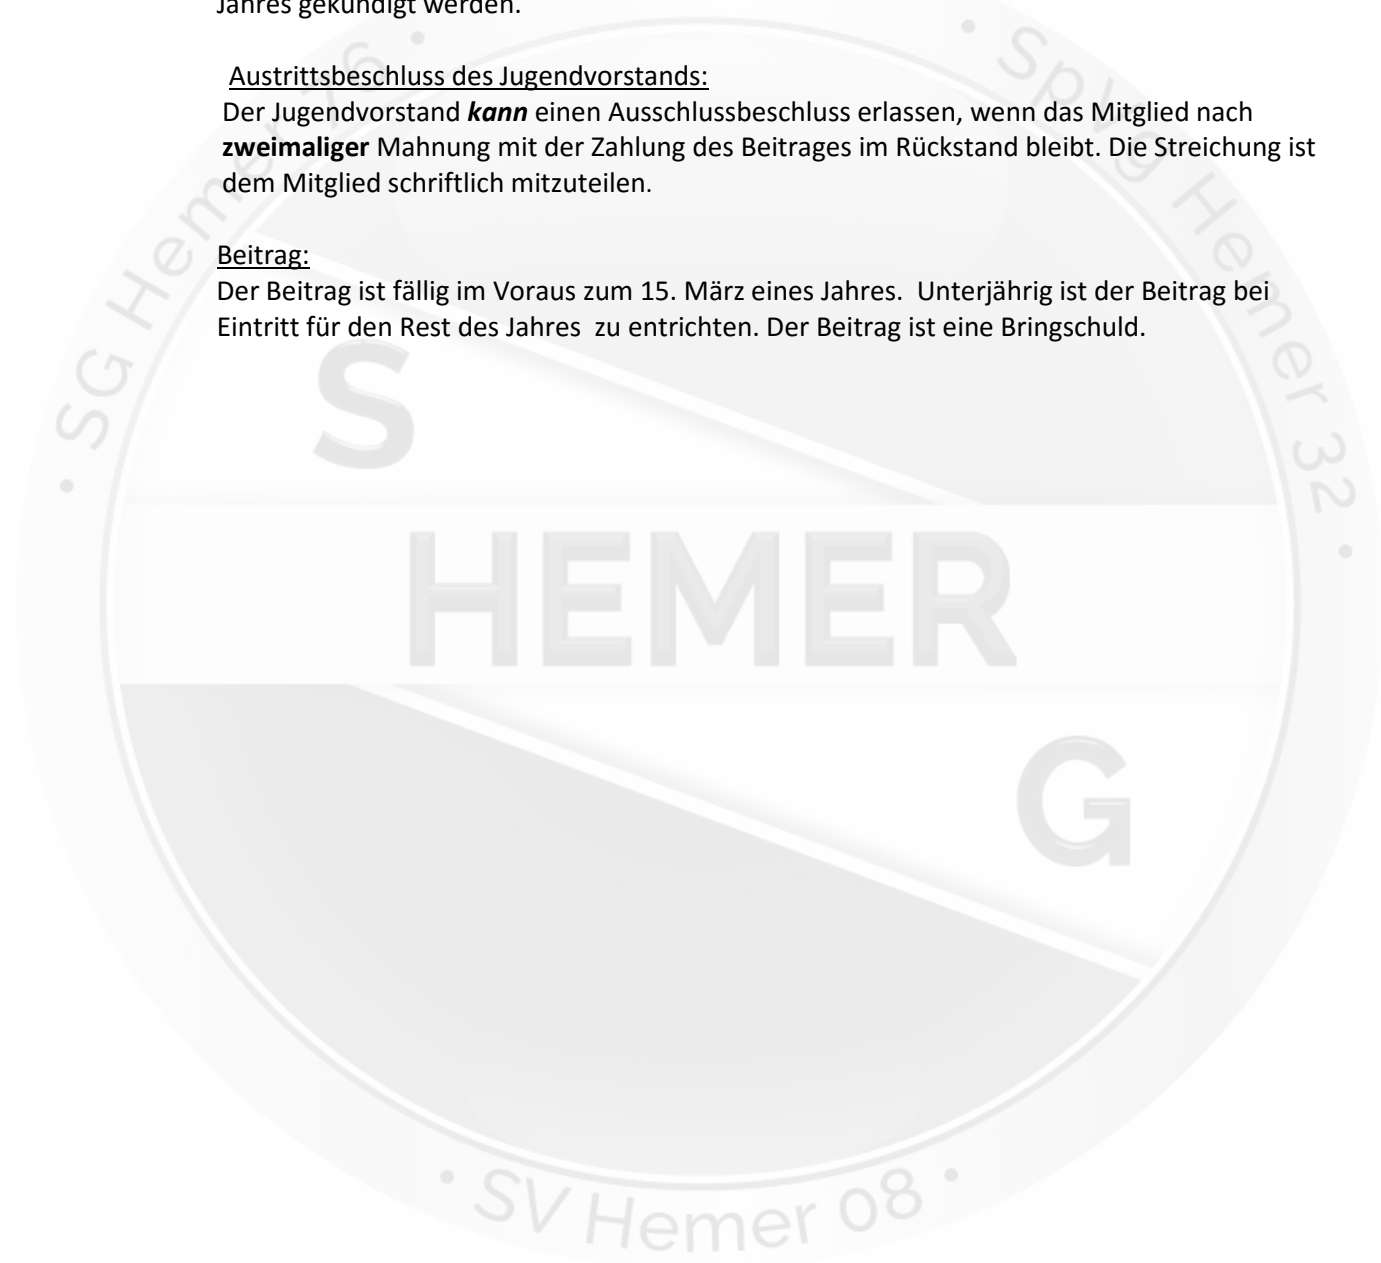 Jahres gekündigt werden.
Austrittsbeschluss des Jugendvorstands:
Der Jugendvorstand kann einen Ausschlussbeschluss erlassen, wenn das Mitglied nach
zweimaliger Mahnung mit der Zahlung des Beitrages im Rückstand bleibt. Die Streichung ist
dem Mitglied schriftlich mitzuteilen.
Beitrag:
Der Beitrag ist fällig im Voraus zum 15. März eines Jahres.  Unterjährig ist der Beitrag bei
Eintritt für den Rest des Jahres  zu entrichten. Der Beitrag ist eine Bringschuld.
• SG Hemer 76 •
• SpVg Hemer 32 •
S
HEMER
G
• SV Hemer 08 •